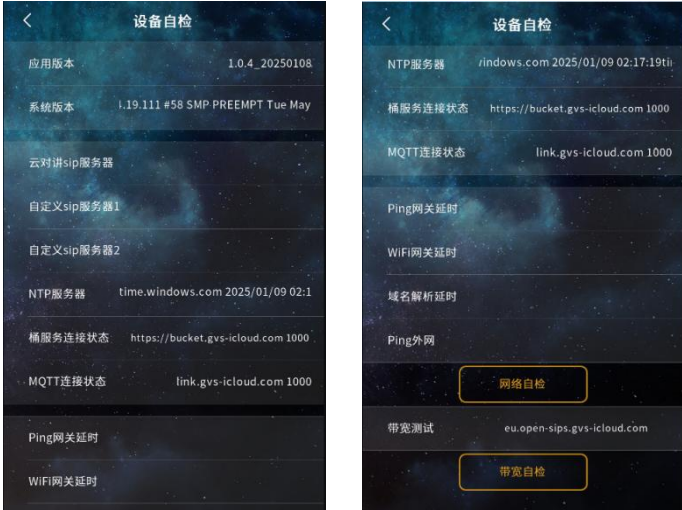 设备自检
应用版本 1.0.4_20250108
系统版本 .19.111 #58 SMP PREEMPT Tue May
云对讲sip服务器
自定义sip服务器1
自定义sip服务器2
NTP服务器 time.windows.com 2025/01/09 02:1
桶服务连接状态 https://bucket.gvs-icloud.com 1000
MQTT连接状态 link.gvs-icloud.com 1000
Ping网关延时
WiFi网关延时
设备自检
NTP服务器 indows.com 2025/01/09 02:17:19
桶服务连接状态 https://bucket.gvs-icloud.com 1000
MQTT连接状态 link.gvs-icloud.com 1000
Ping网关延时
WiFi网关延时
域名解析延时
Ping外网
网络自检
带宽测试 eu.open-sips.gvs-icloud.com
带宽自检